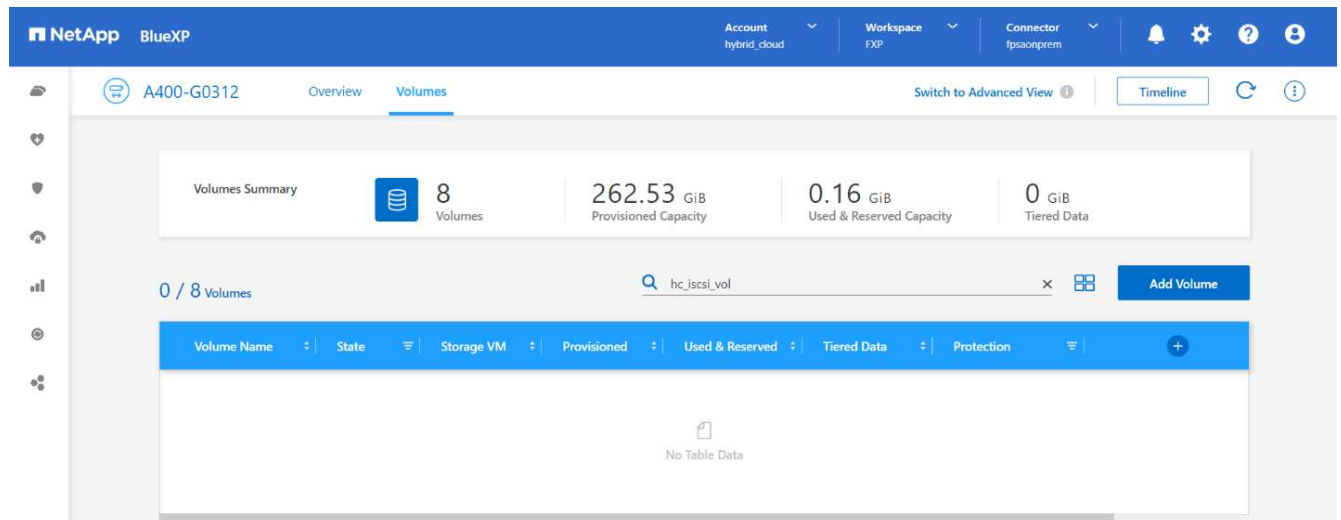 NetApp BlueXP
Account
hybrid_cloud
Workspace
FXP
Connector
fpsaonprem
A400-G0312 Overview Volumes Switch to Advanced View Timeline
Volumes Summary
8
Volumes
262.53 GiB
Provisioned Capacity
0.16 GiB
Used & Reserved Capacity
0 GiB
Tiered Data
0 / 8 Volumes
hc_iscsi_vol
Add Volume
Volume Name State Storage VM Provisioned Used & Reserved Tiered Data Protection
No Table Data